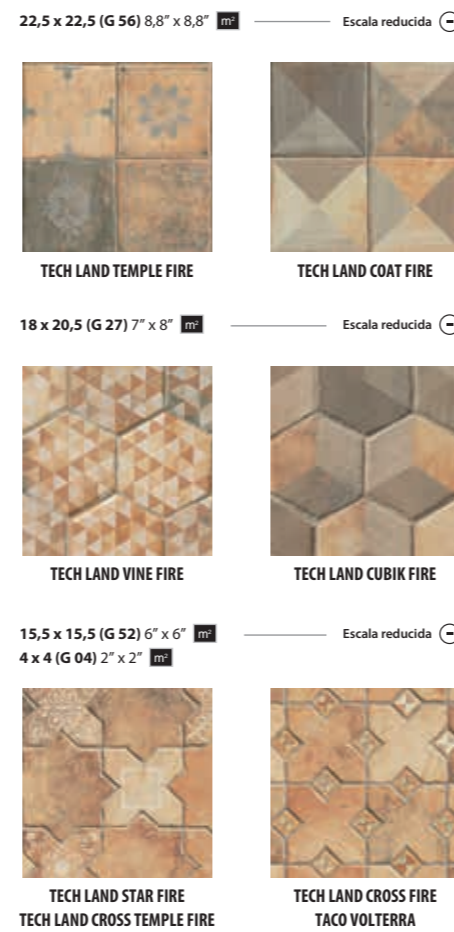 22,5 x 22,5 (G 56) 8,8” x 8,8” m² Escala reducida
TECH LAND TEMPLE FIRE
TECH LAND COAT FIRE
18 x 20,5 (G 27) 7” x 8” m² Escala reducida
TECH LAND VINE FIRE
TECH LAND CUBIK FIRE
15,5 x 15,5 (G 52) 6” x 6” m² Escala reducida
4 x 4 (G 04) 2” x 2” m²
TECH LAND STAR FIRE
TECH LAND CROSS TEMPLE FIRE
TECH LAND CROSS FIRE
TACO VOLTERRA